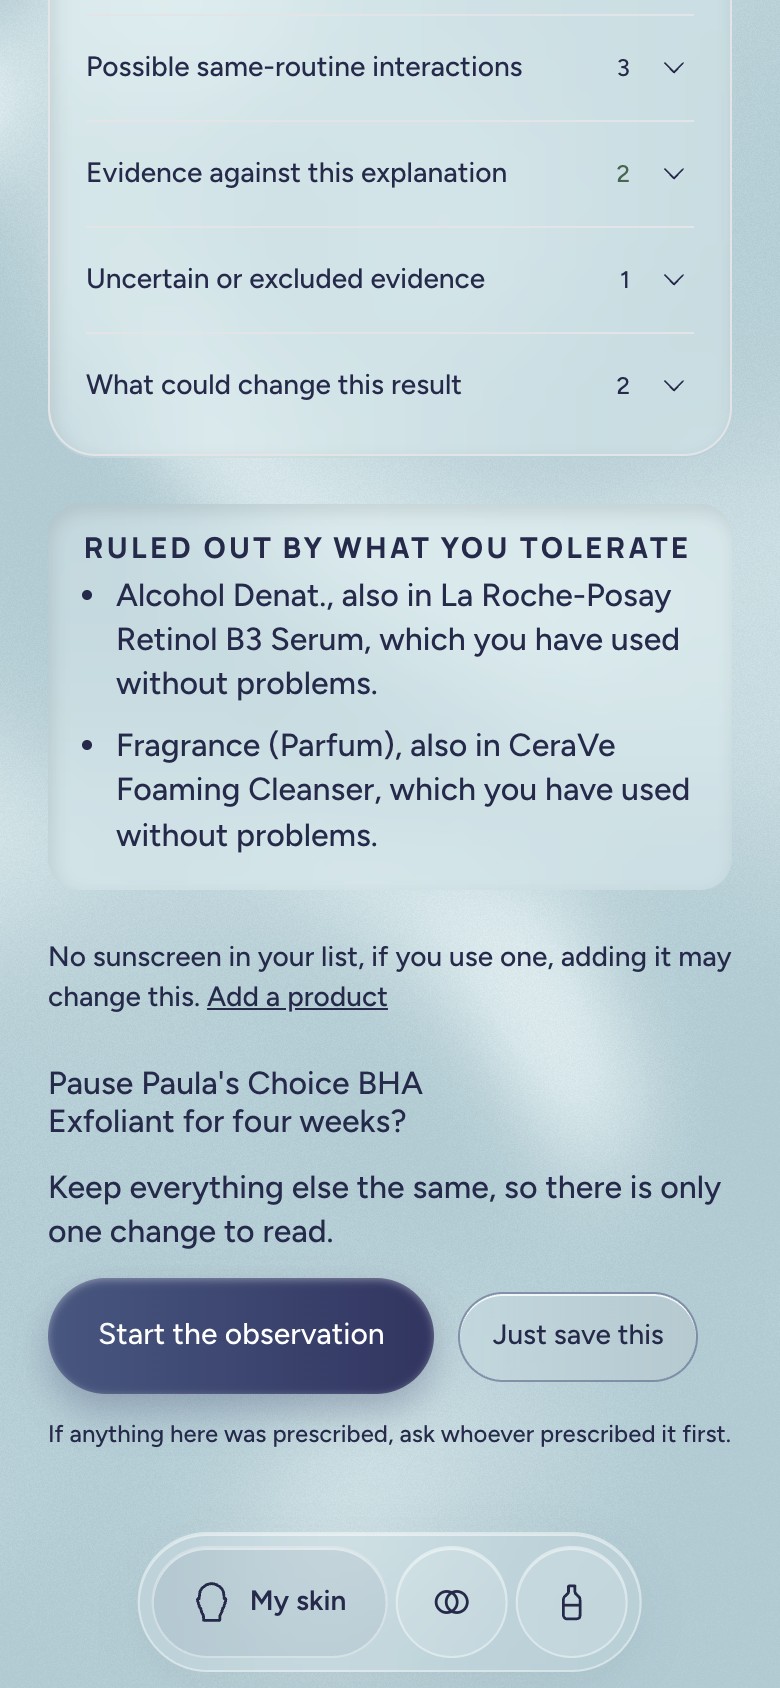 Possible same-routine interactions 3
Evidence against this explanation 2
Uncertain or excluded evidence 1
What could change this result 2
RULED OUT BY WHAT YOU TOLERATE
• Alcohol Denat., also in La Roche-Posay
Retinol B3 Serum, which you have used
without problems.
• Fragrance (Parfum), also in CeraVe
Foaming Cleanser, which you have used
without problems.
No sunscreen in your list, if you use one, adding it may
change this. Add a product
Pause Paula's Choice BHA
Exfoliant for four weeks?
Keep everything else the same, so there is only
one change to read.
Start the observation
Just save this
If anything here was prescribed, ask whoever prescribed it first.
My skin